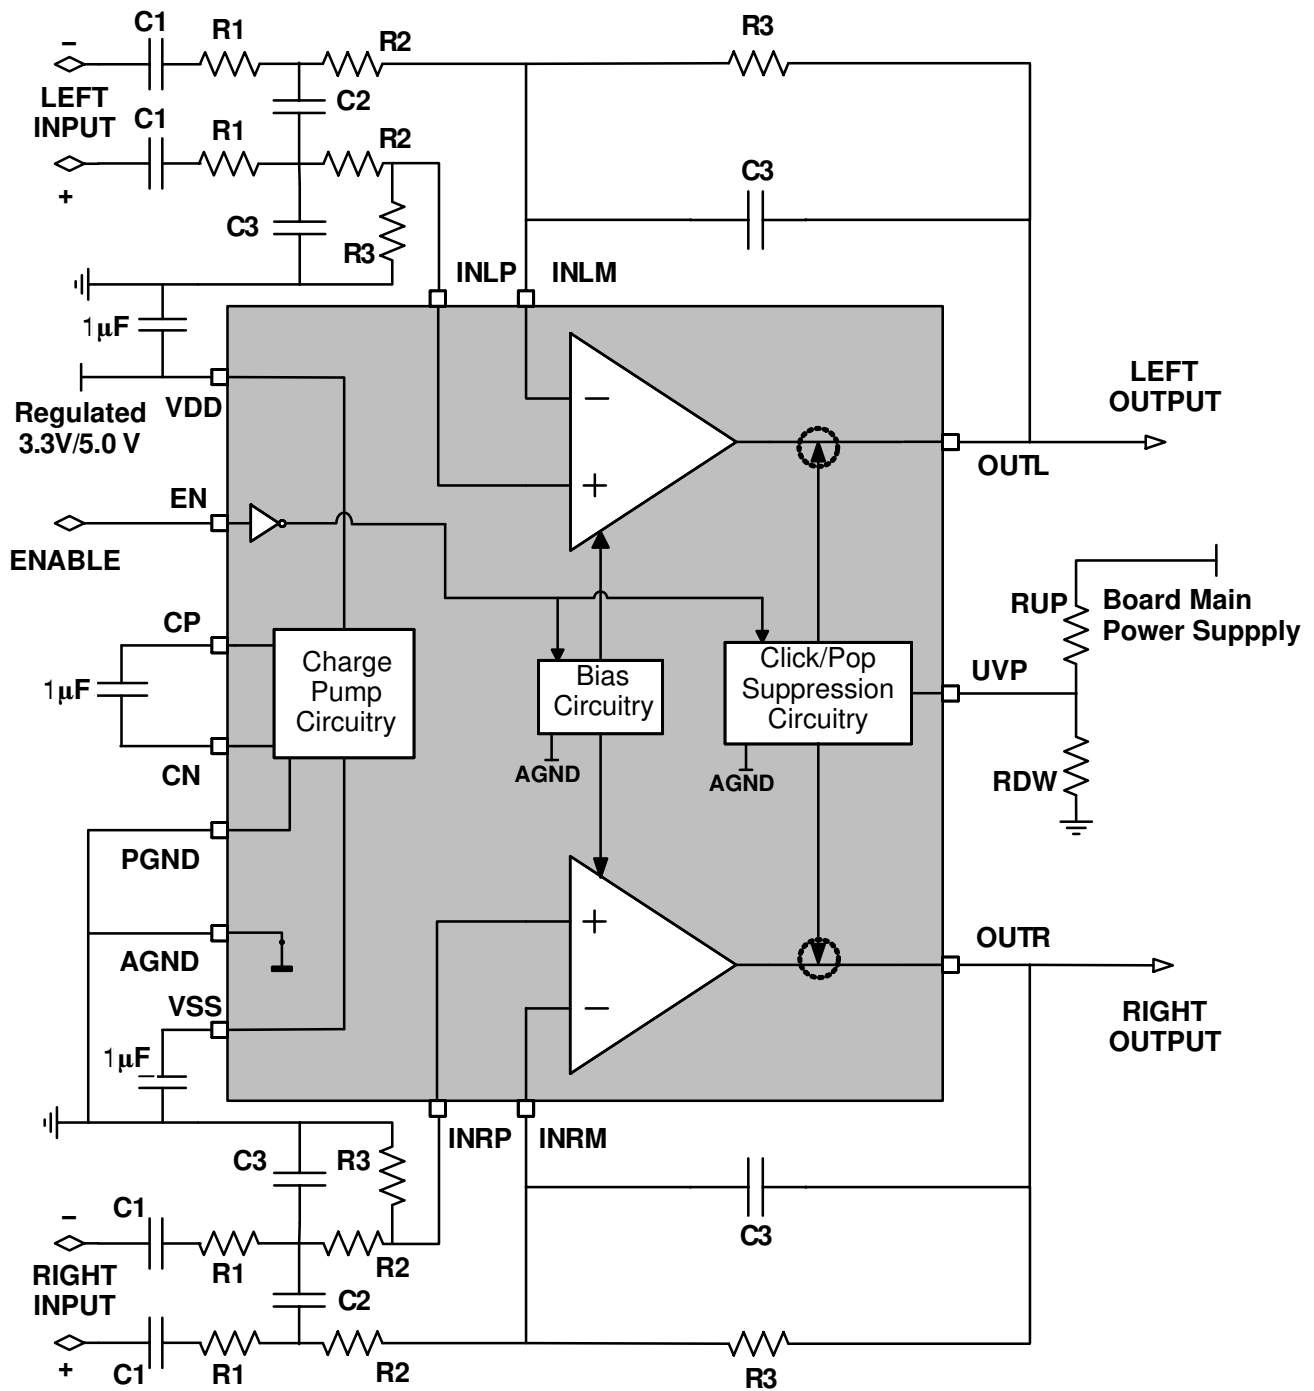 C1
R1
R2
R3
−
LEFT
INPUT
C2
C3
C1
R1
R2
+
C3
R3
INLP
INLM
1µF
VDD
Regulated
3.3V/5.0 V
−
+
LEFT
OUTPUT
OUTL
EN
ENABLE
CP
1µF
CN
Charge
Pump
Circuitry
Bias
Circuitry
AGND
Click/Pop
Suppression
Circuitry
AGND
RUP
Board Main
Power Suppply
UVP
RDW
PGND
AGND
VSS
1µF
+
−
OUTR
RIGHT
OUTPUT
INRP
INRM
C3
R3
C3
−
C1
R1
R2
RIGHT
INPUT
C2
+
C1
R1
R2
R3